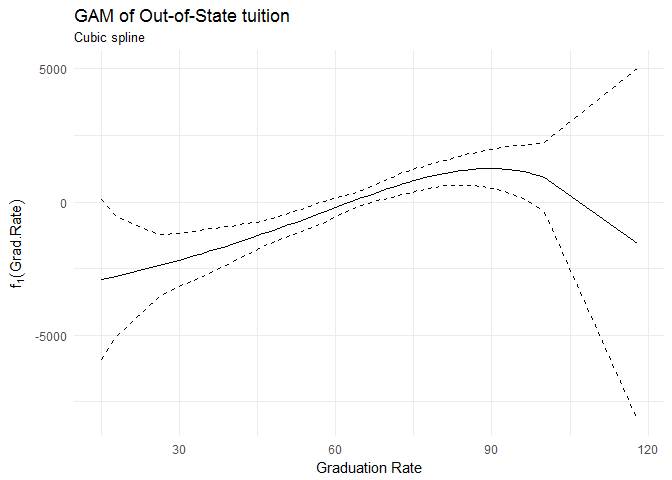 GAM of Out-of-State tuition
Cubic spline
5000
0
-5000
f₁(Grad.Rate)
30 60 90 120
Graduation Rate